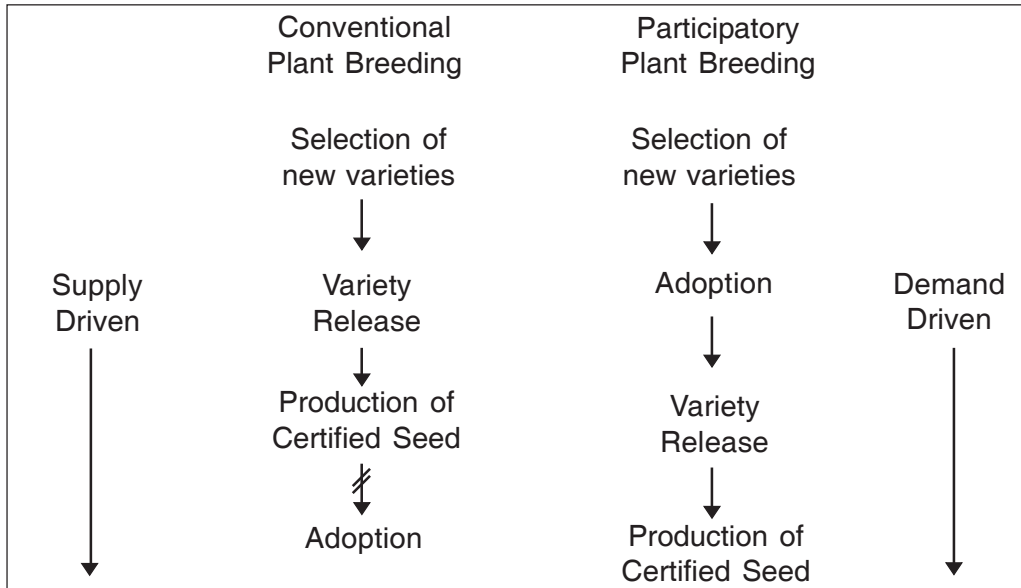 Conventional
Plant Breeding
Participatory
Plant Breeding
Selection of
new varieties
Selection of
new varieties
Supply
Driven
Variety
Release
Adoption
Demand
Driven
Production of
Certified Seed
Variety
Release
Adoption
Production of
Certified Seed